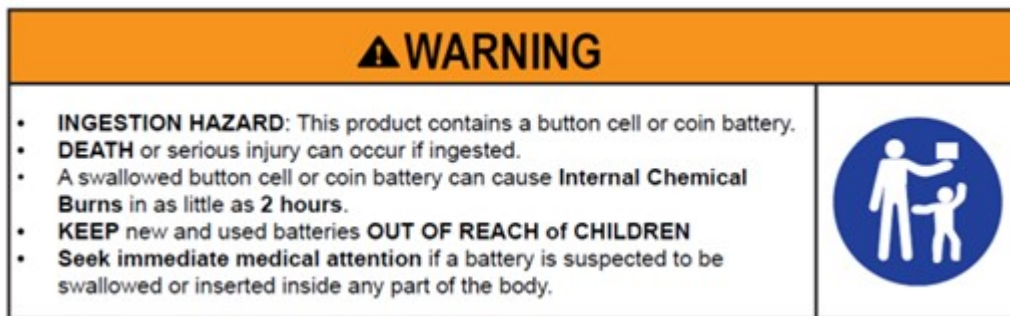 ⚠WARNING
• INGESTION HAZARD: This product contains a button cell or coin battery.
• DEATH or serious injury can occur if ingested.
• A swallowed button cell or coin battery can cause Internal Chemical
Burns in as little as 2 hours.
• KEEP new and used batteries OUT OF REACH of CHILDREN
• Seek immediate medical attention if a battery is suspected to be
swallowed or inserted inside any part of the body.